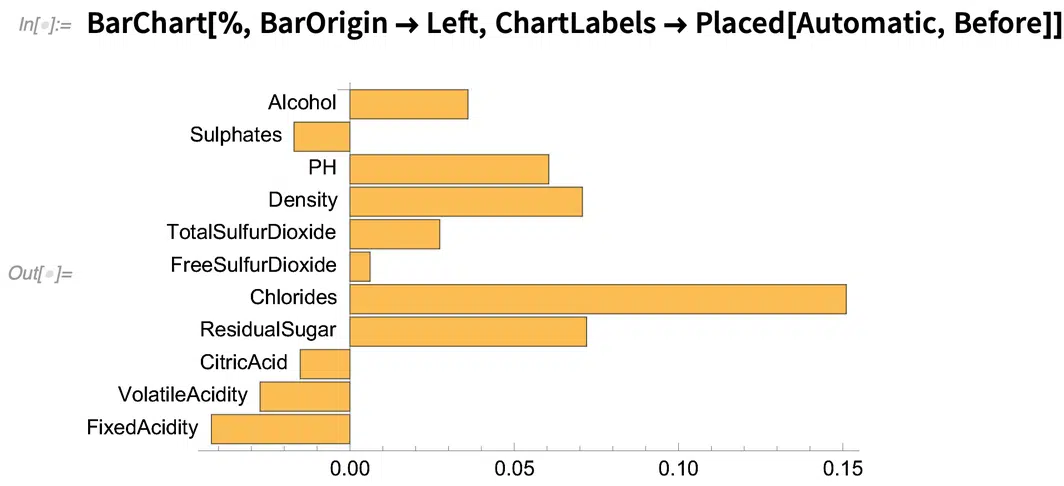 In[•]:= BarChart[%, BarOrigin → Left, ChartLabels → Placed[Automatic, Before]]
Alcohol
Sulphates
PH
Density
TotalSulfurDioxide
FreeSulfurDioxide
Out[•]=
Chlorides
ResidualSugar
CitricAcid
VolatileAcidity
FixedAcidity
0.00 0.05 0.10 0.15